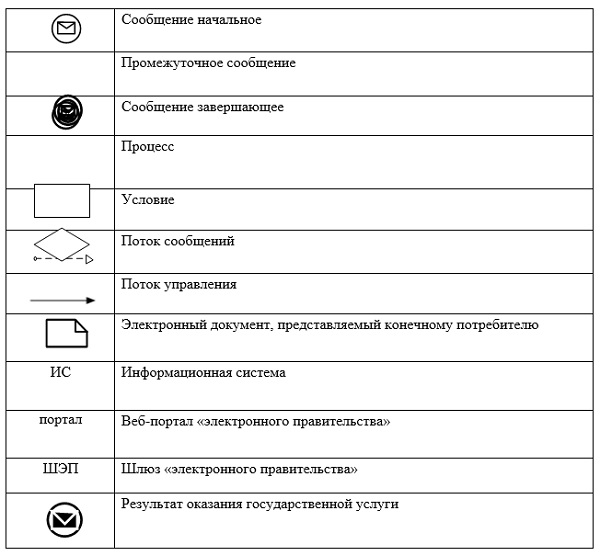 Сообщение начальное
Промежуточное сообщение
Сообщение завершающее
Процесс
Условие
Поток сообщений
Поток управления
Электронный документ, представляемый конечному потребителю
ИС Информационная система
портал Веб-портал «электронного правительства»
ШЭП Шлюз «электронного правительства»
Результат оказания государственной услуги